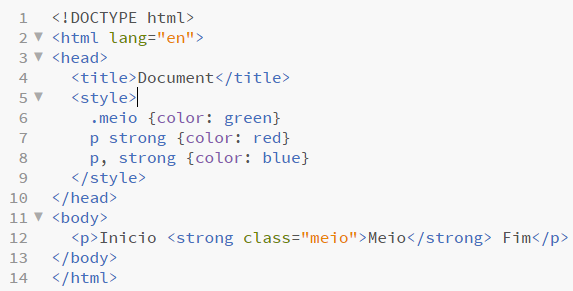 1 <!DOCTYPE html>
2 <html lang="en">
3 <head>
4 <title>Document</title>
5 <style>
6 .meio {color: green}
7 p strong {color: red}
8 p, strong {color: blue}
9 </style>
10 </head>
11 <body>
12 <p>Inicio <strong class="meio">Meio</strong> Fim</p>
13 </body>
14 </html>